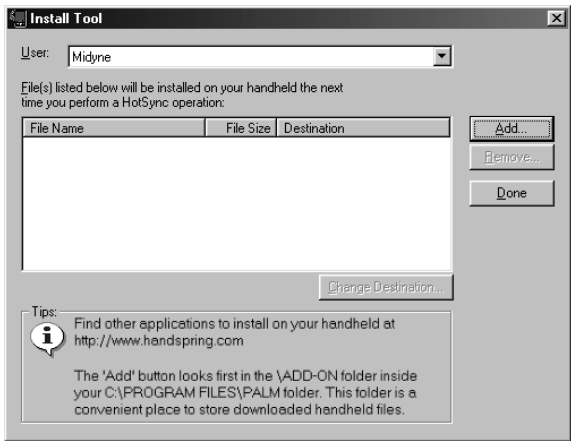 Install Tool
User: Midyne
File(s) listed below will be installed on your handheld the next
time you perform a HotSync operation:
File Name File Size Destination
Add...
Remove...
Done
Change Destination...
Tips:
Find other applications to install on your handheld at
http://www.handspring.com
The 'Add' button looks first in the \ADD-ON folder inside
your C:\PROGRAM FILES\PALM folder. This folder is a
convenient place to store downloaded handheld files.